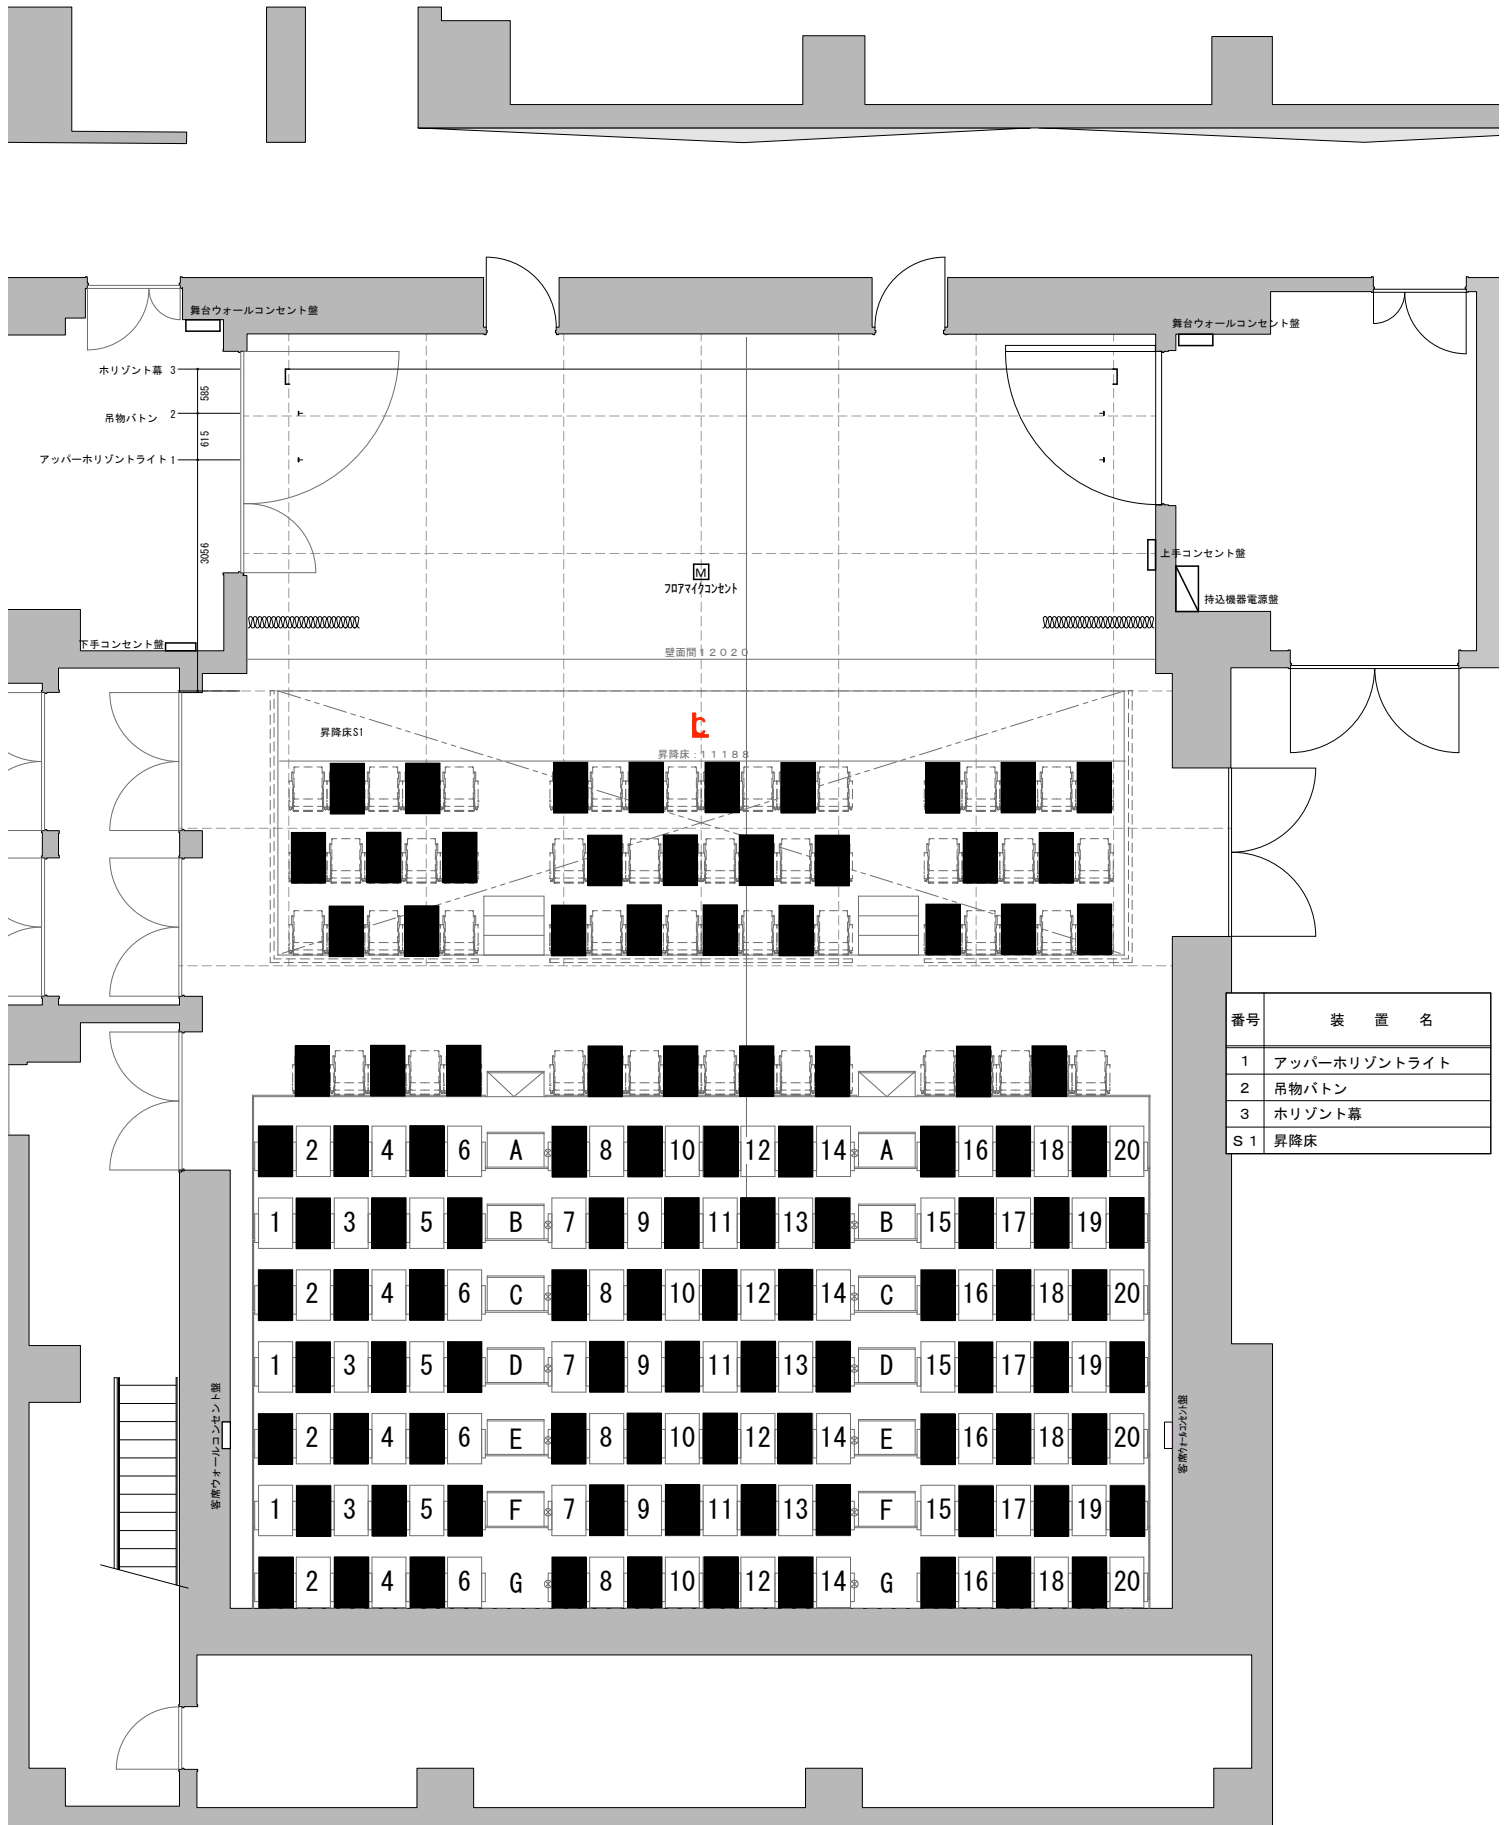 舞台ウォールコンセント盤
舞台ウォールコンセント盤
ホリゾント幕 3
585
吊物バトン 2
615
アッパーホリゾントライト 1
3056
上手コンセント盤
M
フロアマイクコンセント
持込機器電源盤
下手コンセント盤
壁面間12020
昇降床S1
C
L
昇降床:11188
番号 装 置 名
1 アッパーホリゾントライト
2 吊物バトン
3 ホリゾント幕
S1 昇降床
2 4 6 A 8 10 12 14 A 16 18 20
1 3 5 B 7 9 11 13 B 15 17 19
2 4 6 C 8 10 12 14 C 16 18 20
1 3 5 D 7 9 11 13 D 15 17 19
2 4 6 E 8 10 12 14 E 16 18 20
1 3 5 F 7 9 11 13 F 15 17 19
2 4 6 G 8 10 12 14 G 16 18 20
客席ウォールコンセント盤
客席ウォールコンセント盤